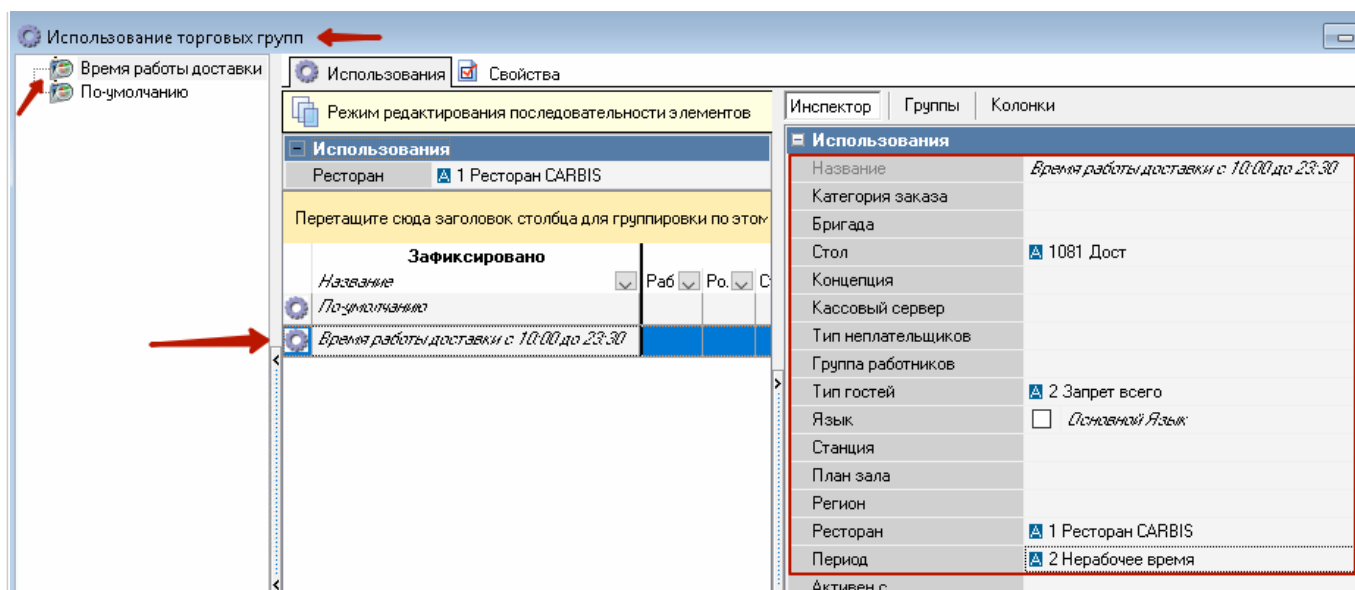 Использование торговых групп
Время работы доставки
По-умолчанию
Использования
Свойства
Режим редактирования последовательности элементов
Использования
Ресторан 1 Ресторан CARBIS
Перетащите сюда заголовок столбца для группировки по этом
Зафиксировано
Название Раб Ро. С
По-умолчанию
Время работы доставки с 10:00 до 23:30
Инспектор Группы Колонки
Использования
Название Время работы доставки с 10:00 до 23:30
Категория заказа
Бригада
Стол 1081 Дост
Концепция
Кассовый сервер
Тип неплательщиков
Группа работников
Тип гостей 2 Запрет всего
Язык Основной Язык
Станция
План зала
Регион
Ресторан 1 Ресторан CARBIS
Период 2 Нерабочее время
Активен с